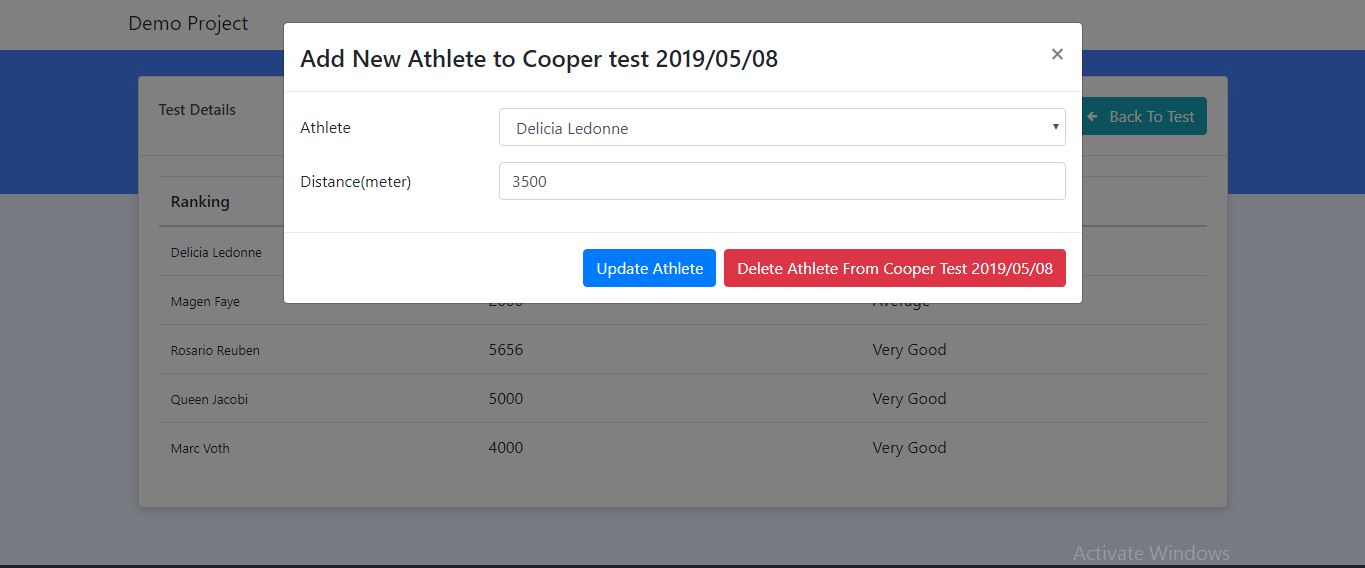 Demo Project
Add New Athlete to Cooper test 2019/05/08 ×
Test Details
Back To Test
Athlete Delicia Ledonne
Distance(meter) 3500
Ranking
Update Athlete Delete Athlete From Cooper Test 2019/05/08
Delicia Ledonne
Magen Faye Average
Rosario Reuben 5656 Very Good
Queen Jacobi 5000 Very Good
Marc Voth 4000 Very Good
Activate Windows